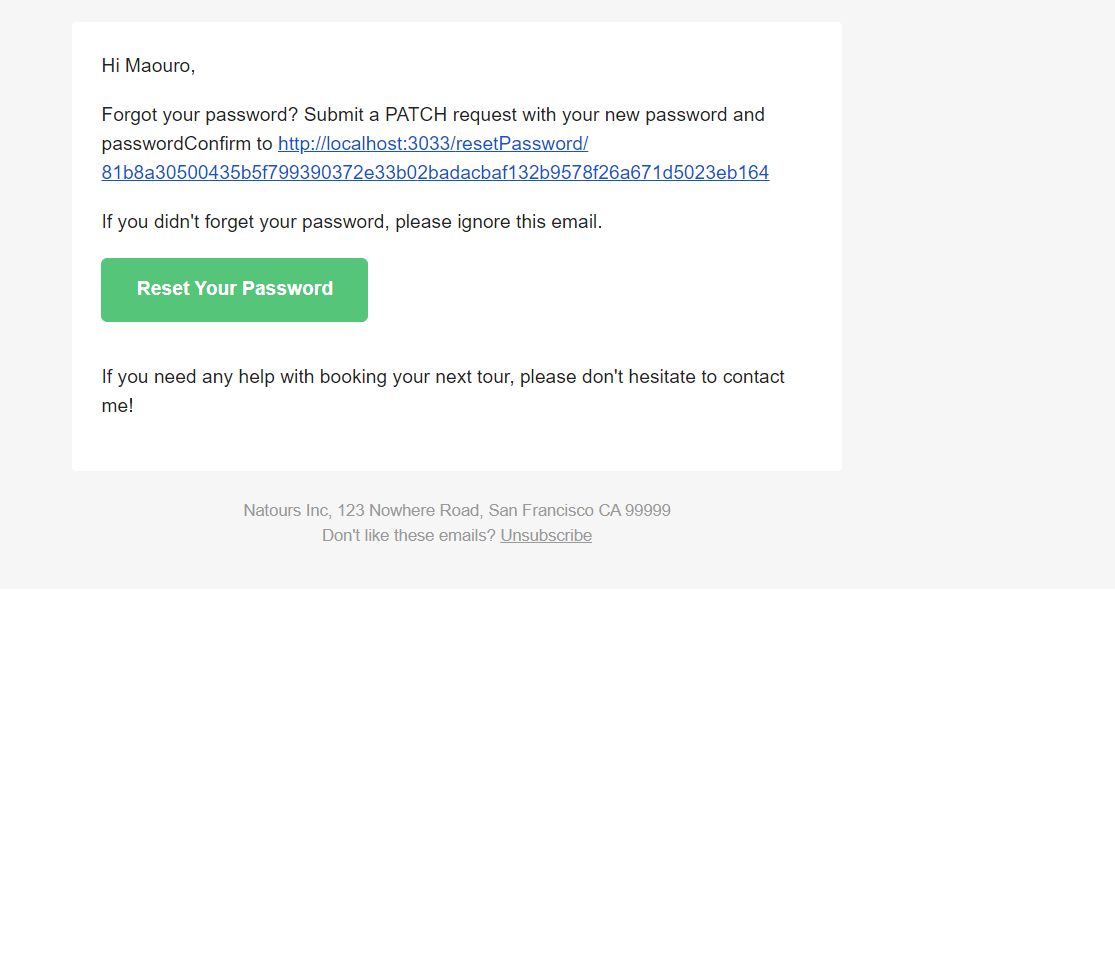 Hi Maouro,
Forgot your password? Submit a PATCH request with your new password and
passwordConfirm to http://localhost:3033/resetPassword/
81b8a30500435b5f799390372e33b02badacbaf132b9578f26a671d5023eb164
If you didn't forget your password, please ignore this email.
Reset Your Password
If you need any help with booking your next tour, please don't hesitate to contact
me!
Natours Inc, 123 Nowhere Road, San Francisco CA 99999
Don't like these emails? Unsubscribe